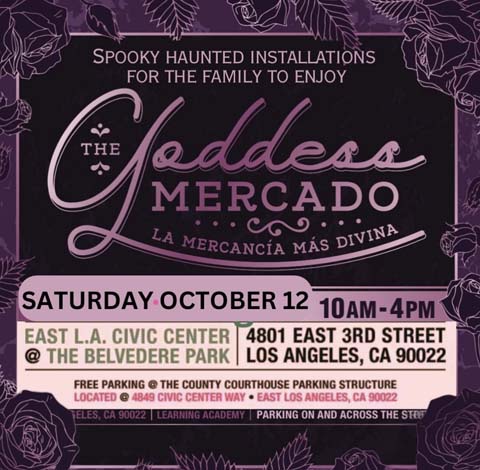 SPOOKY HAUNTED INSTALLATIONS
FOR THE FAMILY TO ENJOY
THE Goddess
MERCADO
LA MERCANCÍA MÁS DIVINA
SATURDAY OCTOBER 12
10AM-4PM
EAST L.A. CIVIC CENTER
@ THE BELVEDERE PARK
4801 EAST 3RD STREET
LOS ANGELES, CA 90022
FREE PARKING @ THE COUNTY COURTHOUSE PARKING STRUCTURE
LOCATED @ 4849 CIVIC CENTER WAY • EAST LOS ANGELES, CA 90022
CA 90022 | LEARNING ACADEMY | PARKING ON AND ACROSS THE